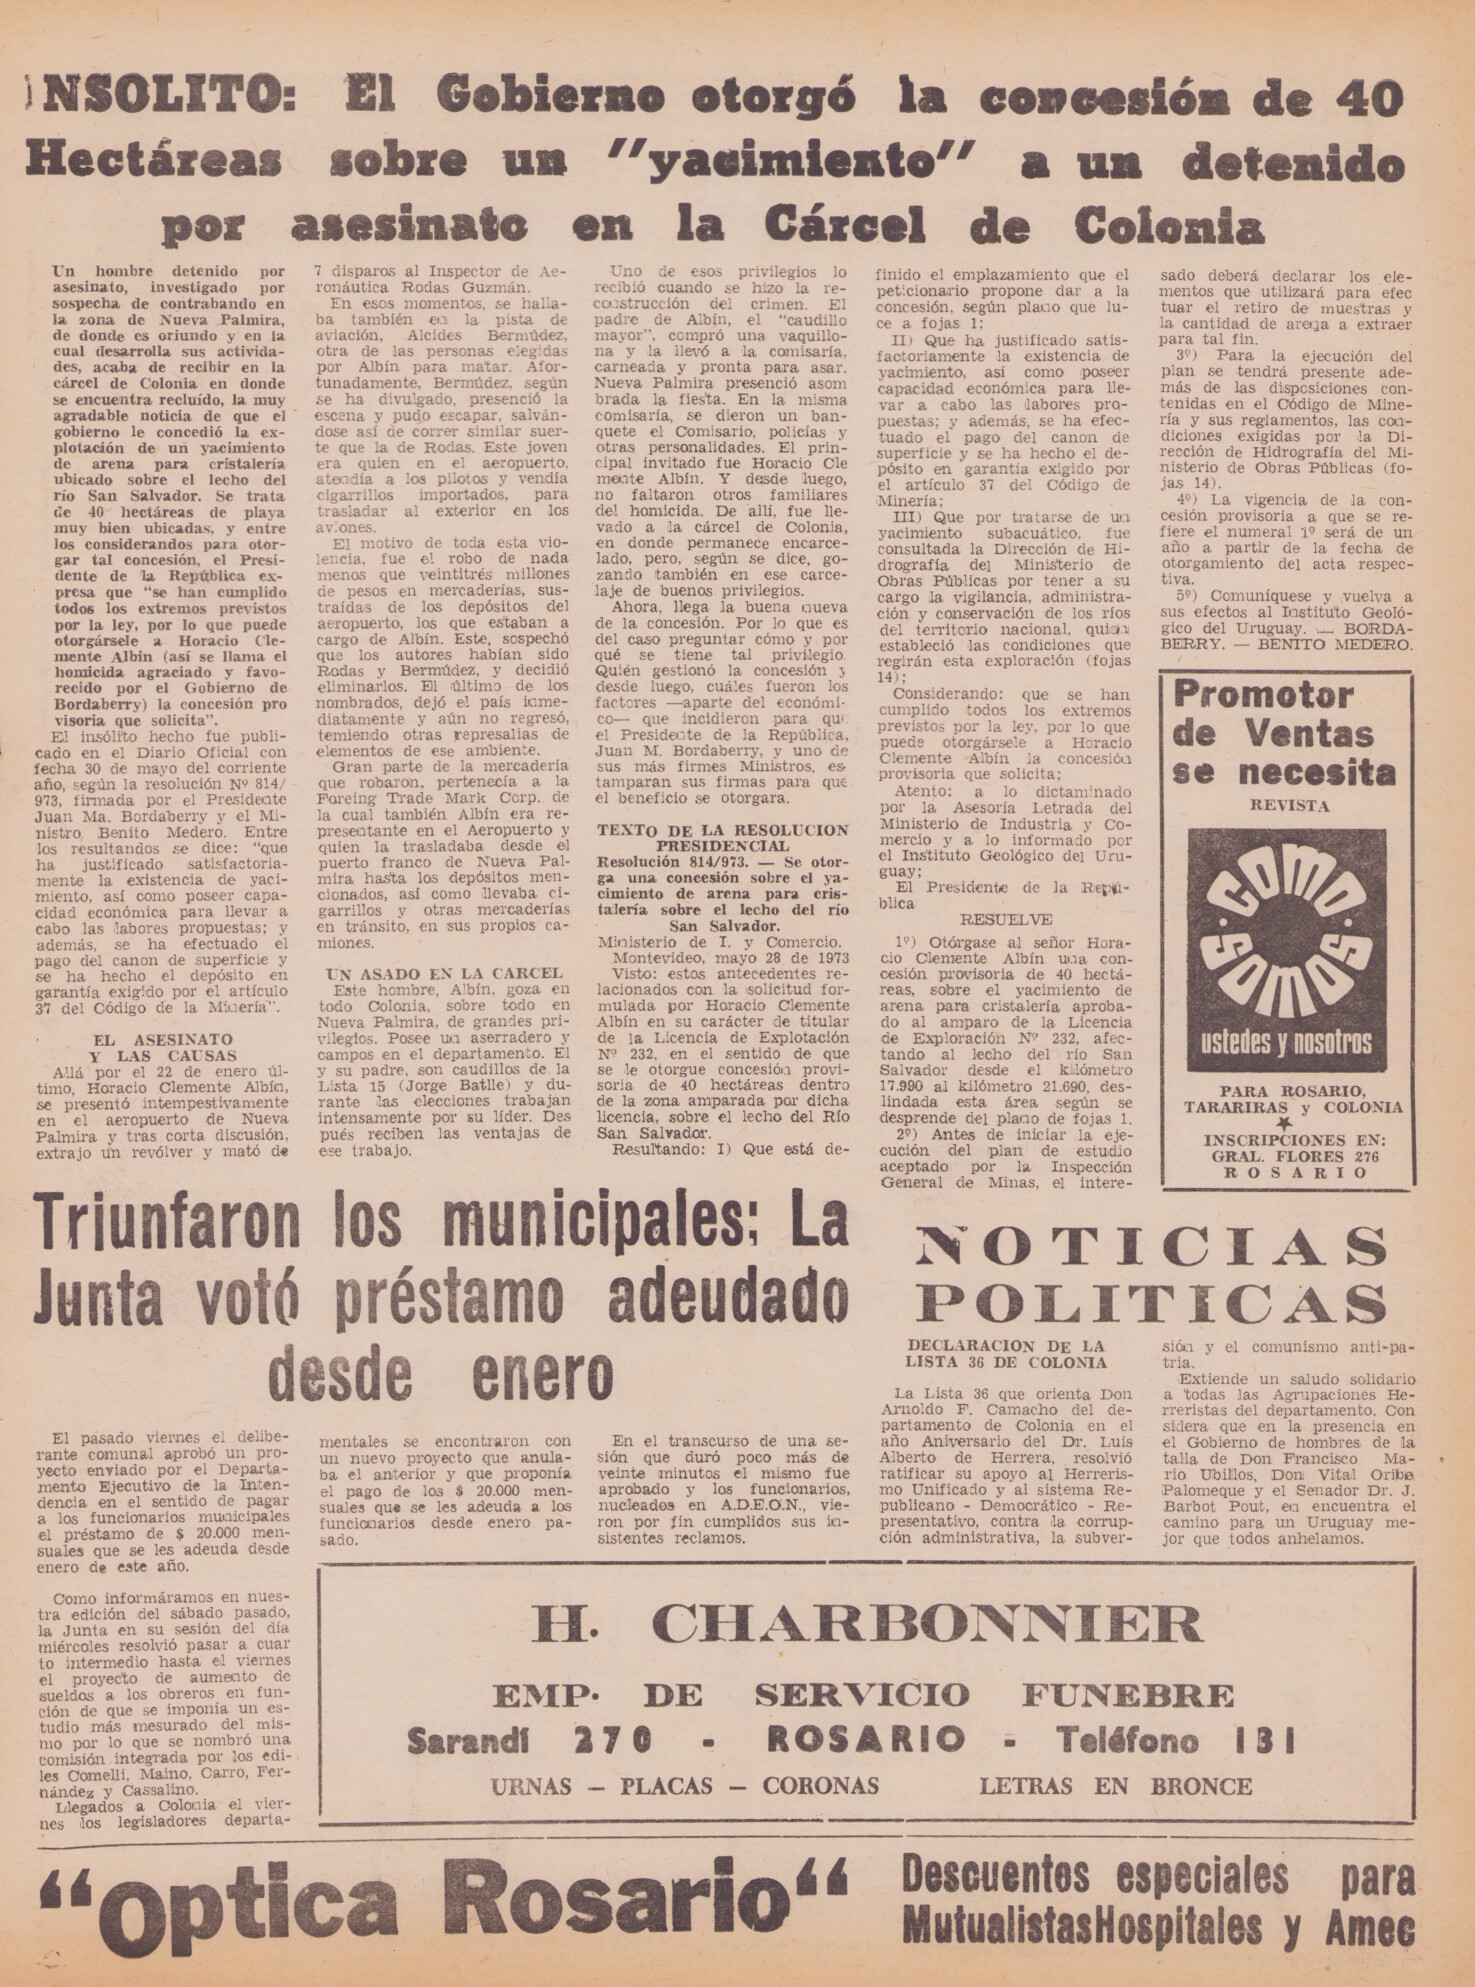 INSOLITO: El Gobierno otorgó la concesión de 40
Hectáreas sobre un "yacimiento" a un detenido
por asesinato en la Cárcel de Colonia
Un hombre detenido por
asesinato, investigado por
sospecha de contrabando en
la zona de Nueva Palmira,
de donde es oriundo y en la
cual desarrolla sus activida-
des, acaba de recibir en la
cárcel de Colonia en donde
se encuentra recluído, la muy
agradable noticia de que el
gobierno le concedió la ex-
plotación de un yacimiento
de arena para cristalería
ubicado sobre el lecho del
río San Salvador. Se trata
de 40 hectáreas de playa
muy bien ubicadas, y entre
los considerandos para otor-
gar tal concesión, el Presi-
dente de la República ex-
presa que "se han cumplido
todos los extremos previstos
por la ley, por lo que puede
otorgársele a Horacio Cle-
mente Albín (así se llama el
homicida agraciado y favo-
recido por el Gobierno de
Bordaberry) la concesión pro
visoria que solicita".
El insólito hecho fue publi-
cado en el Diario Oficial con
fecha 30 de mayo del corriente
año, según la resolución Nº 814/
973, firmada por el Presidente
Juan Ma. Bordaberry y el Mi-
nistro Benito Medero. Entre
los resultandos se dice: "que
ha justificado satisfactoria-
mente la existencia de yaci-
miento, así como poseer capa-
cidad económica para llevar a
cabo las labores propuestas; y
además, se ha efectuado el
pago del canon de superficie y
se ha hecho el depósito en
garantía exigido por el artículo
37 del Código de la Minería".
EL ASESINATO
Y LAS CAUSAS
Allá por el 22 de enero úl-
timo, Horacio Clemente Albín,
se presentó intempestivamente
en el aeropuerto de Nueva
Palmira y tras corta discusión,
extrajo un revólver y mató de
7 disparos al Inspector de Ae-
ronáutica Rodas Guzmán.
En esos momentos, se halla-
ba también en la pista de
aviación, Alcides Bermúdez,
otra de las personas elegidas
por Albín para matar. Afor-
tunadamente, Bermúdez, según
se ha divulgado, presenció la
escena y pudo escapar, salván-
dose así de correr similar suer-
te que la de Rodas. Este joven
era quien en el aeropuerto,
atendía a los pilotos y vendía
cigarrillos importados, para
trasladar al exterior en los
aviones.
El motivo de toda esta vio-
lencia, fue el robo de nada
menos que veintitrés millones
de pesos en mercaderías, sus-
traídas de los depósitos del
aeropuerto, los que estaban a
cargo de Albín. Este, sospechó
que los autores habían sido
Rodas y Bermúdez, y decidió
eliminarlos. El último de los
nombrados, dejó el país inme-
diatamente y aún no regresó,
temiendo otras represalias de
elementos de ese ambiente.
Gran parte de la mercadería
que robaron, pertenecía a la
Foreing Trade Mark Corp. de
la cual también Albín era re-
presentante en el Aeropuerto y
quien la trasladaba desde el
puerto franco de Nueva Pal-
mira hasta los depósitos men-
cionados, así como llevaba ci-
garrillos y otras mercaderías
en tránsito, en sus propios ca-
miones.
UN ASADO EN LA CARCEL
Este hombre, Albín, goza en
todo Colonia, sobre todo en
Nueva Palmira, de grandes pri-
vilegios. Posee un aserradero y
campos en el departamento. El
y su padre, son caudillos de la
Lista 15 (Jorge Batlle) y du-
rante las elecciones trabajan
intensamente por su líder. Des
pués reciben las ventajas de
ese trabajo.
Uno de esos privilegios lo
recibió cuando se hizo la re-
construcción del crimen. El
padre de Albín, el "caudillo
mayor", compró una vaquillo-
na y la llevó a la comisaría,
carneada y pronta para asar.
Nueva Palmira presenció asom
brada la fiesta. En la misma
comisaría, se dieron un ban-
quete el Comisario, policías y
otras personalidades. El prin-
cipal invitado fue Horacio Cle
mente Albín. Y desde luego,
no faltaron otros familiares
del homicida. De allí, fue lle-
vado a la cárcel de Colonia,
en donde permanece encarce-
lado, pero, según se dice, go-
zando también en ese carce-
laje de buenos privilegios.
Ahora, llega la buena nueva
de la concesión. Por lo que es
del caso preguntar cómo y por
qué se tiene tal privilegio.
Quién gestionó la concesión y
desde luego, cuáles fueron los
factores —aparte del económi-
co— que incidieron para que
el Presidente de la República,
Juan M. Bordaberry, y uno de
sus más firmes Ministros, es-
tamparan sus firmas para que
el beneficio se otorgara.
TEXTO DE LA RESOLUCION
PRESIDENCIAL
Resolución 814/973. — Se otor-
ga una concesión sobre el ya-
cimiento de arena para cris-
talería sobre el lecho del río
San Salvador.
Ministerio de I. y Comercio.
Montevideo, mayo 28 de 1973
Visto: estos antecedentes re-
lacionados con la solicitud for-
mulada por Horacio Clemente
Albín en su carácter de titular
de la Licencia de Explotación
Nº 232, en el sentido de que
se le otorgue concesión provi-
soria de 40 hectáreas dentro
de la zona amparada por dicha
licencia, sobre el lecho del Río
San Salvador.
Resultando: I) Que está de-
finido el emplazamiento que el
peticionario propone dar a la
concesión, según plano que lu-
ce a fojas 1;
II) Que ha justificado satis-
factoriamente la existencia de
yacimiento, así como poseer
capacidad económica para lle-
var a cabo las labores pro-
puestas; y además, se ha efec-
tuado el pago del canon de
superficie y se ha hecho el de-
pósito en garantía exigido por
el artículo 37 del Código de
Minería;
III) Que por tratarse de un
yacimiento subacuático, fue
consultada la Dirección de Hi-
drografía del Ministerio de
Obras Públicas por tener a su
cargo la vigilancia, administra-
ción y conservación de los ríos
del territorio nacional, quien
estableció las condiciones que
regirán esta exploración (fojas
14);
Considerando: que se han
cumplido todos los extremos
previstos por la ley, por lo que
puede otorgársele a Horacio
Clemente Albín la concesión
provisoria que solicita;
Atento: a lo dictaminado
por la Asesoría Letrada del
Ministerio de Industria y Co-
mercio y a lo informado por
el Instituto Geológico del Uru-
guay;
El Presidente de la Repú-
blica
RESUELVE
1º) Otórgase al señor Hora-
cio Clemente Albín una con-
cesión provisoria de 40 hectá-
reas, sobre el yacimiento de
arena para cristalería aproba-
do al amparo de la Licencia
de Exploración Nº 232, afec-
tando al lecho del río San
Salvador desde el kilómetro
17.990 al kilómetro 21.690, des-
lindada esta área según se
desprende del plano de fojas 1.
2º) Antes de iniciar la eje-
cución del plan de estudio
aceptado por la Inspección
General de Minas, el intere-
sado deberá declarar los ele-
mentos que utilizará para efec
tuar el retiro de muestras y
la cantidad de arena a extraer
para tal fin.
3º) Para la ejecución del
plan se tendrá presente ade-
más de las disposiciones con-
tenidas en el Código de Mine-
ría y sus reglamentos, las con-
diciones exigidas por la Di-
rección de Hidrografía del Mi-
nisterio de Obras Públicas (fo-
jas 14).
4º) La vigencia de la con-
cesión provisoria a que se re-
fiere el numeral 1º será de un
año a partir de la fecha de
otorgamiento del acta respec-
tiva.
5º) Comuníquese y vuelva a
sus efectos al Instituto Geoló-
gico del Uruguay. — BORDA-
BERRY. — BENITO MEDERO.
Promotor
de Ventas
se necesita
REVISTA
COMO
SOMOS
ustedes y nosotros
PARA ROSARIO,
TARARIRAS y COLONIA
INSCRIPCIONES EN:
GRAL. FLORES 276
ROSARIO
Triunfaron los municipales; La
Junta votó préstamo adeudado
desde enero
El pasado viernes el delibe-
rante comunal aprobó un pro-
yecto enviado por el Departa-
mento Ejecutivo de la Inten-
dencia en el sentido de pagar
a los funcionarios municipales
el préstamo de $ 20.000 men-
suales que se les adeuda desde
enero de este año.
Como informáramos en nues-
tra edición del sábado pasado,
la Junta en su sesión del día
miércoles resolvió pasar a cuar
to intermedio hasta el viernes
el proyecto de aumento de
sueldos a los obreros en fun-
ción de que se imponía un es-
tudio más mesurado del mis-
mo por lo que se nombró una
comisión integrada por los edi-
les Comelli, Maino, Carro, Fer-
nández y Cassalino.
Llegados a Colonia el vier-
nes los legisladores departa-
mentales se encontraron con
un nuevo proyecto que anula-
ba el anterior y que proponía
el pago de los $ 20.000 men-
suales que se les adeuda a los
funcionarios desde enero pa-
sado.
En el transcurso de una se-
sión que duró poco más de
veinte minutos el mismo fue
aprobado y los funcionarios,
nucleados en A.D.E.O.N., vie-
ron por fin cumplidos sus in-
sistentes reclamos.
NOTICIAS
POLITICAS
DECLARACION DE LA
LISTA 36 DE COLONIA
La Lista 36 que orienta Don
Arnoldo F. Camacho del de-
partamento de Colonia en el
año Aniversario del Dr. Luis
Alberto de Herrera, resolvió
ratificar su apoyo al Herreris-
mo Unificado y al sistema Re-
publicano - Democrático - Re-
presentativo, contra la corrup-
ción administrativa, la subver-
sión y el comunismo anti-pa-
tria.
Extiende un saludo solidario
a todas las Agrupaciones He-
rreristas del departamento. Con
sidera que en la presencia en
el Gobierno de hombres de la
talla de Don Francisco Ma-
rio Ubillos, Don Vital Oribe
Palomeque y el Senador Dr. J.
Barbot Pout, en encuentra el
camino para un Uruguay me-
jor que todos anhelamos.
H. CHARBONNIER
EMP. DE SERVICIO FUNEBRE
Sarandí 270 - ROSARIO - Teléfono 131
URNAS – PLACAS – CORONAS LETRAS EN BRONCE
"Optica Rosario"
Descuentos especiales para
MutualistasHospitales y Amec